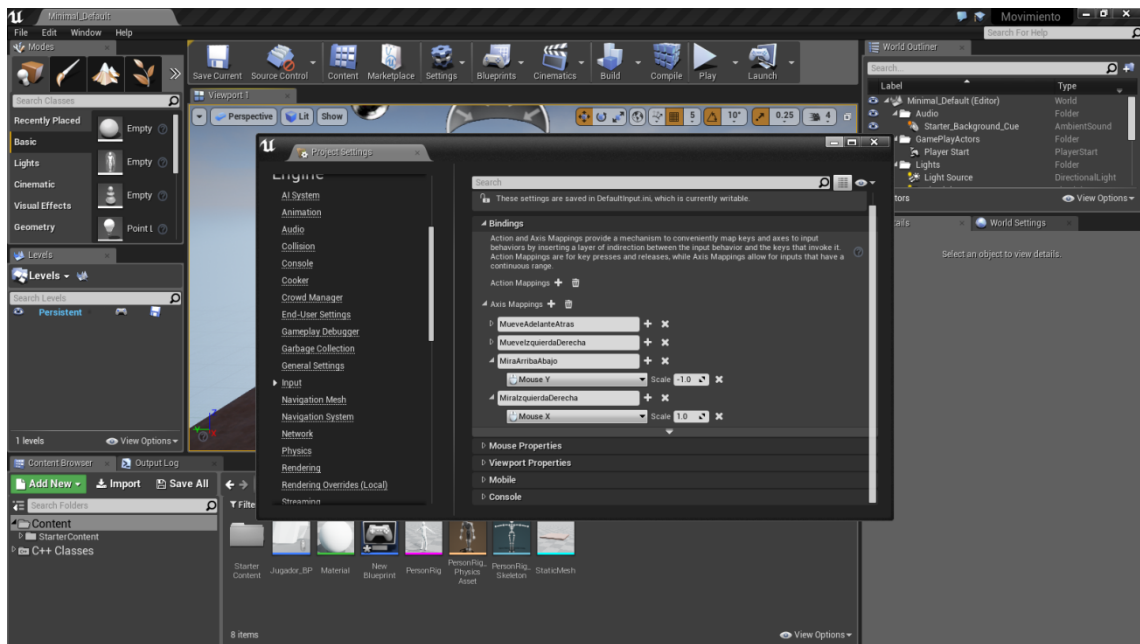 Minimal_Default
Movimiento
File Edit Window Help
Search For Help
Modes
Search Classes
Recently Placed
Basic
Lights
Cinematic
Visual Effects
Geometry
Empty
Empty
Empty
Point L
Save Current Source Control Content Marketplace Settings Blueprints Cinematics Build Compile Play Launch
Viewport 1
Perspective Lit Show
5 10° 0.25 4
World Outliner
Search...
Label Type
Minimal_Default (Editor) World
Audio Folder
Starter_Background_Cue AmbientSound
GamePlayActors Folder
Player Start PlayerStart
Lights Folder
Light Source DirectionalLight
View Options
World Settings
Select an object to view details.
Levels
Levels
Search Levels
Persistent
1 levels View Options
Project Settings
Engine
AI System
Animation
Audio
Collision
Console
Cooker
Crowd Manager
End-User Settings
Gameplay Debugger
Garbage Collection
General Settings
Input
Navigation Mesh
Navigation System
Network
Physics
Rendering
Rendering Overrides (Local)
Streaming
Search
These settings are saved in DefaultInput.ini, which is currently writable.
Bindings
Action and Axis Mappings provide a mechanism to conveniently map keys and axes to input
behaviors by inserting a layer of indirection between the input behavior and the keys that invoke it.
Action Mappings are for key presses and releases, while Axis Mappings allow for inputs that have a
continuous range.
Action Mappings
Axis Mappings
MueveAdelanteAtras
MueveIzquierdaDerecha
MiraArribaAbajo
Mouse Y Scale -1.0
MiraIzquierdaDerecha
Mouse X Scale 1.0
Mouse Properties
Viewport Properties
Mobile
Console
Content Browser Output Log
Add New Import Save All
Search Folders
Content
StarterContent
C++ Classes
Starter
Content
Jugador_BP
Material
New
Blueprint
PersonRig
PersonRig_
Physics
Asset
PersonRig_
Skeleton
StaticMesh
8 items View Options